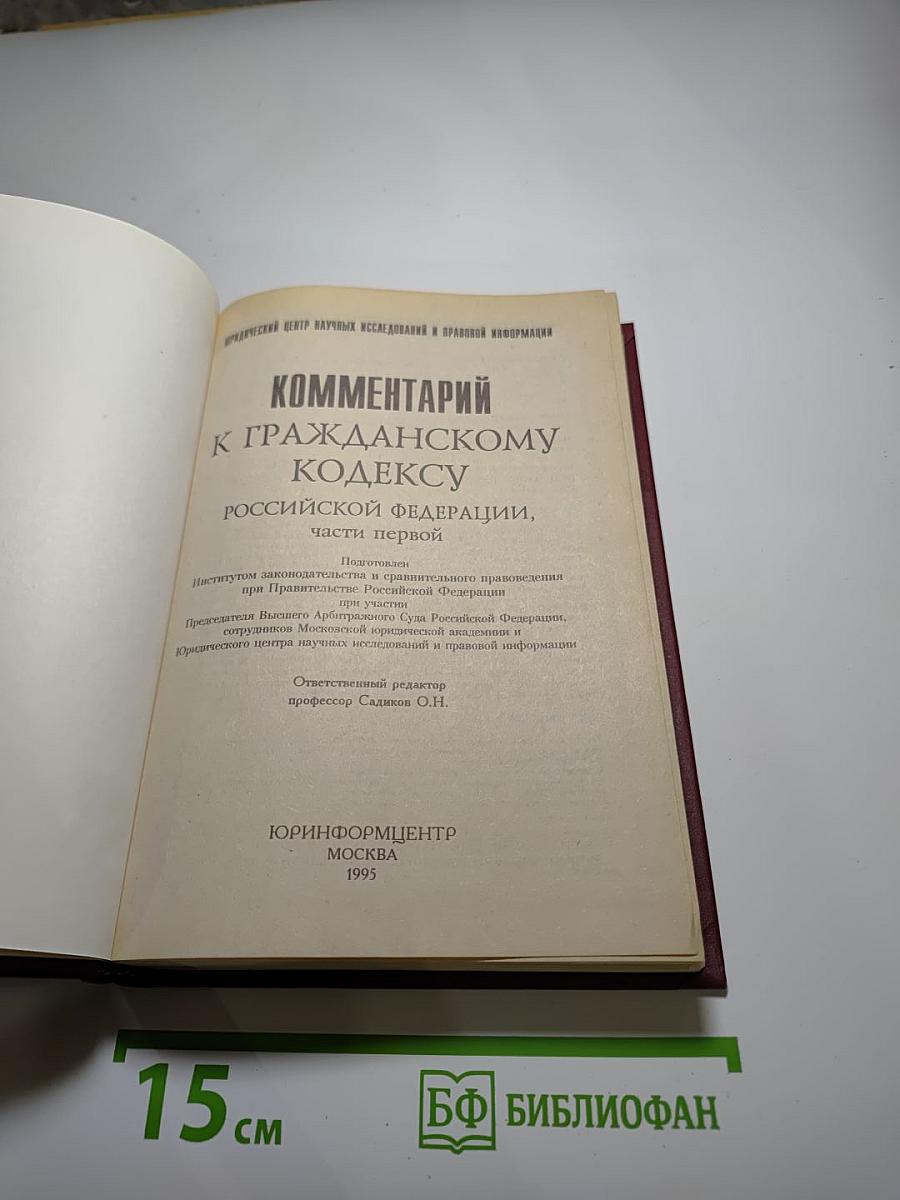 ЮРИДИЧЕСКИЙ ЦЕНТР НАУЧНЫХ ИССЛЕДОВАНИЙ И ПРАВОВОЙ ИНФОРМАЦИИ
КОММЕНТАРИЙ
К ГРАЖДАНСКОМУ
КОДЕКСУ
РОССИЙСКОЙ ФЕДЕРАЦИИ,
части первой
Подготовлен
Институтом законодательства и сравнительного правоведения
при Правительстве Российской Федерации
при участии
Председателя Высшего Арбитражного Суда Российской Федерации,
сотрудников Московской юридической академиии и
Юридического центра научных исследований и правовой информации
Ответственный редактор
профессор Садиков О.Н.
ЮРИНФОРМЦЕНТР
МОСКВА
1995
15 см
БФ БИБЛИОФАН